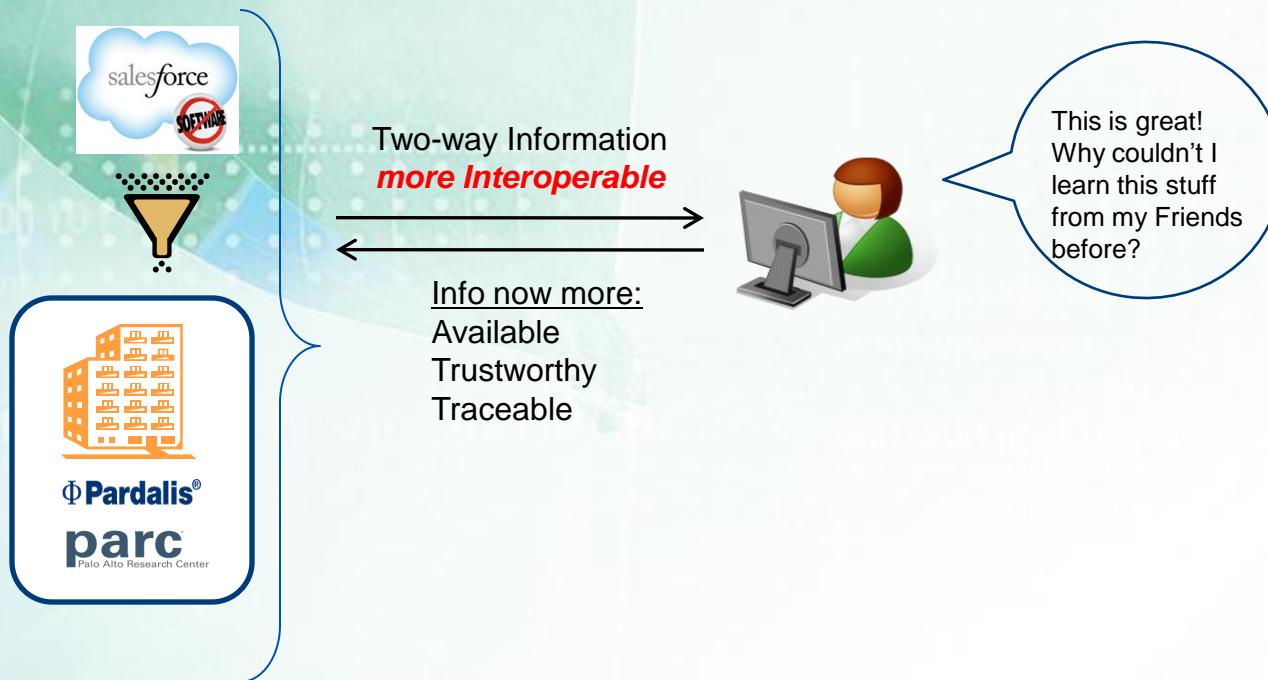 salesforce
SOFTWARE
Two-way Information
more Interoperable
Info now more:
Available
Trustworthy
Traceable
This is great!
Why couldn't I
learn this stuff
from my Friends
before?
ΦPardalis®
parc
Palo Alto Research Center